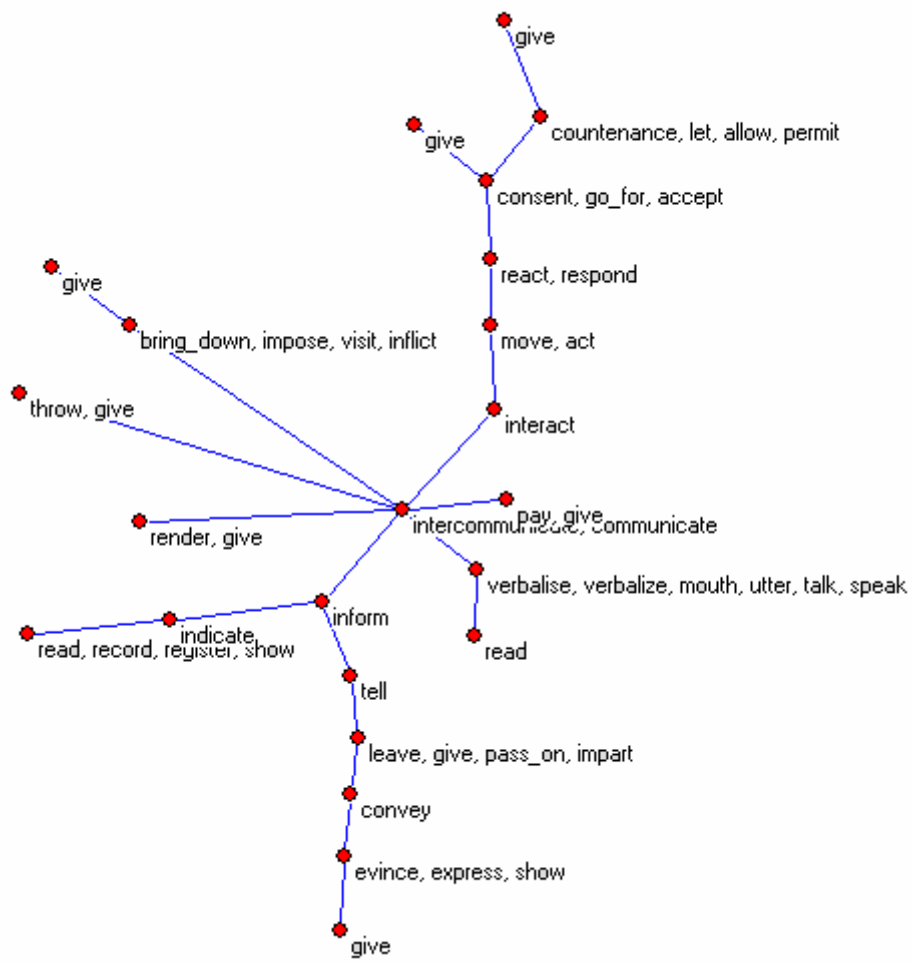 give
countenance, let, allow, permit
give
consent, go_for, accept
react, respond
give
move, act
bring_down, impose, visit, inflict
throw, give
interact
pay, give
intercommunicate, communicate
render, give
verbalise, verbalize, mouth, utter, talk, speak
inform
indicate
read, record, register, show
read
tell
leave, give, pass_on, impart
convey
evince, express, show
give